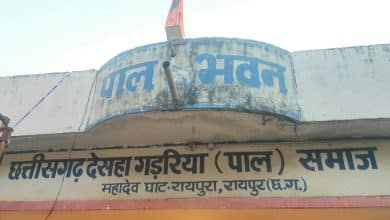 पाल भवन
छत्तीसगढ़ देसहा गड़रिया (पाल) समाज
महादेव घाट-रायपुरा, रायपुर (छ.ग.)